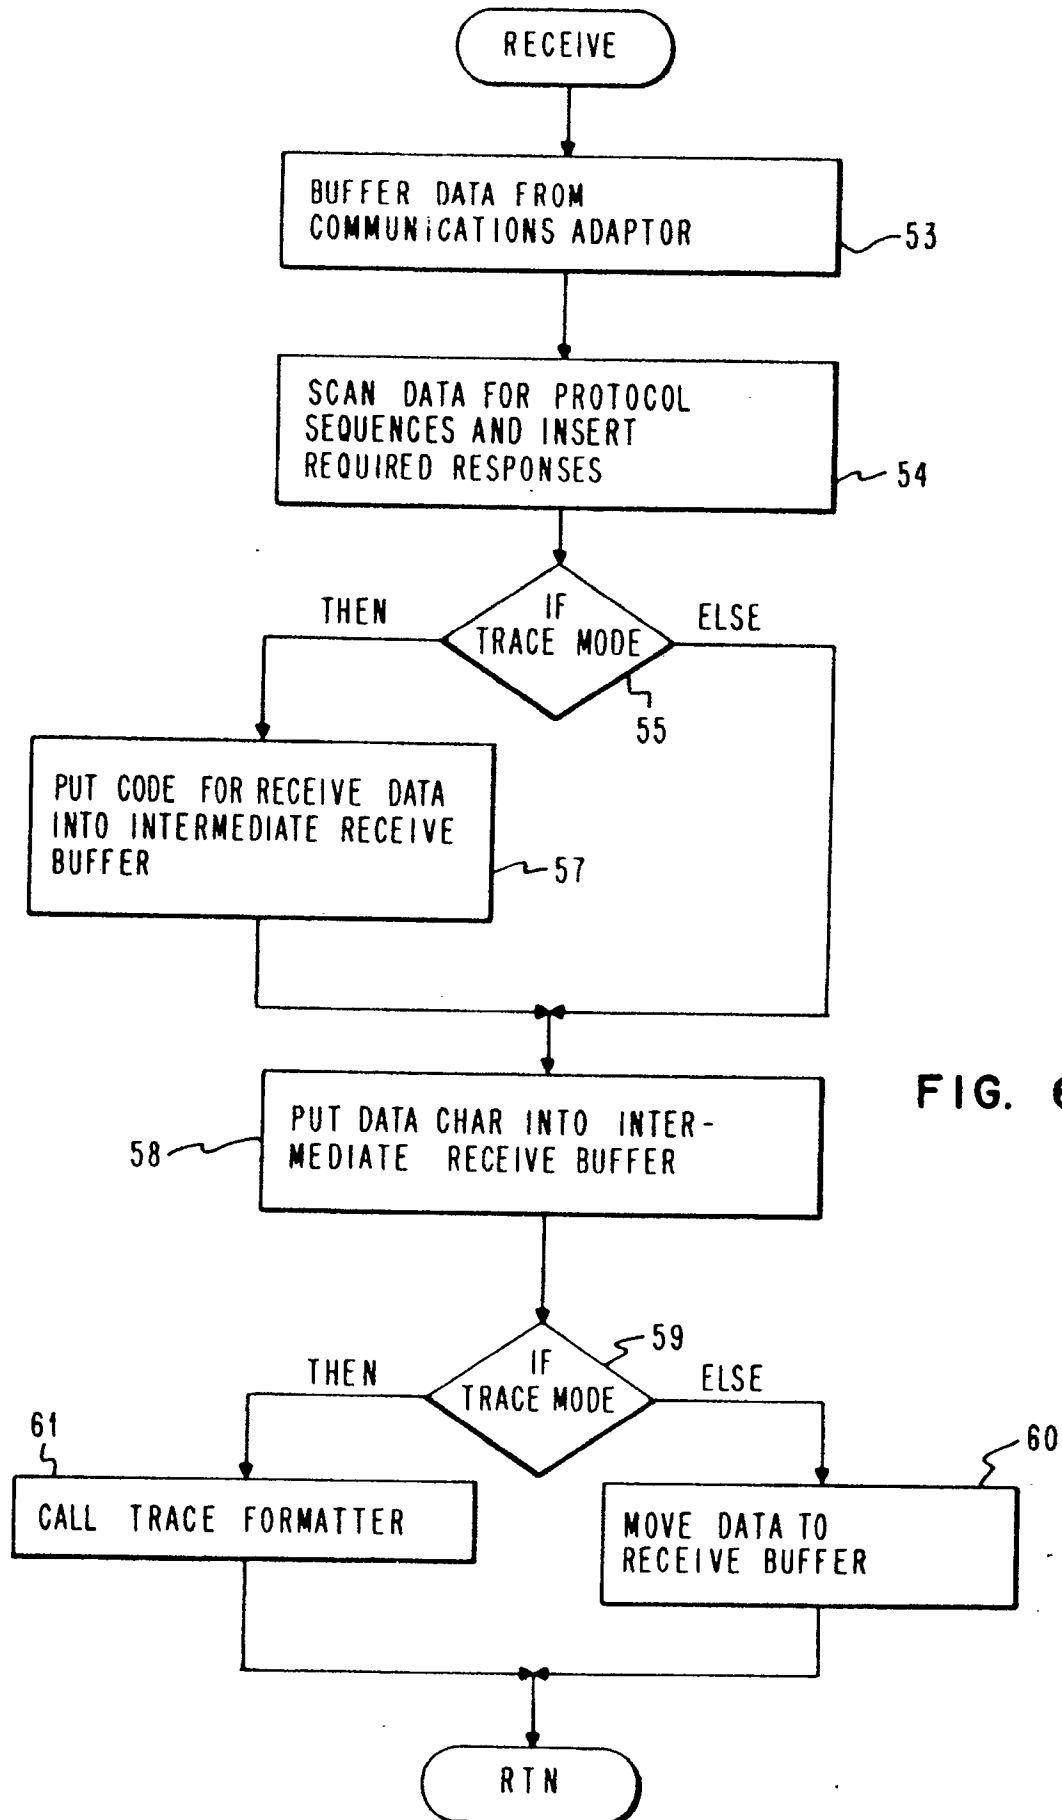 RECEIVE
BUFFER DATA FROM
COMMUNICATIONS ADAPTOR
53
SCAN DATA FOR PROTOCOL
SEQUENCES AND INSERT
REQUIRED RESPONSES
54
THEN
IF
TRACE MODE
ELSE
55
PUT CODE FOR RECEIVE DATA
INTO INTERMEDIATE RECEIVE
BUFFER
57
FIG. 6
PUT DATA CHAR INTO INTER-
MEDIATE RECEIVE BUFFER
58
59
THEN
IF
TRACE MODE
ELSE
61
60
CALL TRACE FORMATTER
MOVE DATA TO
RECEIVE BUFFER
RTN